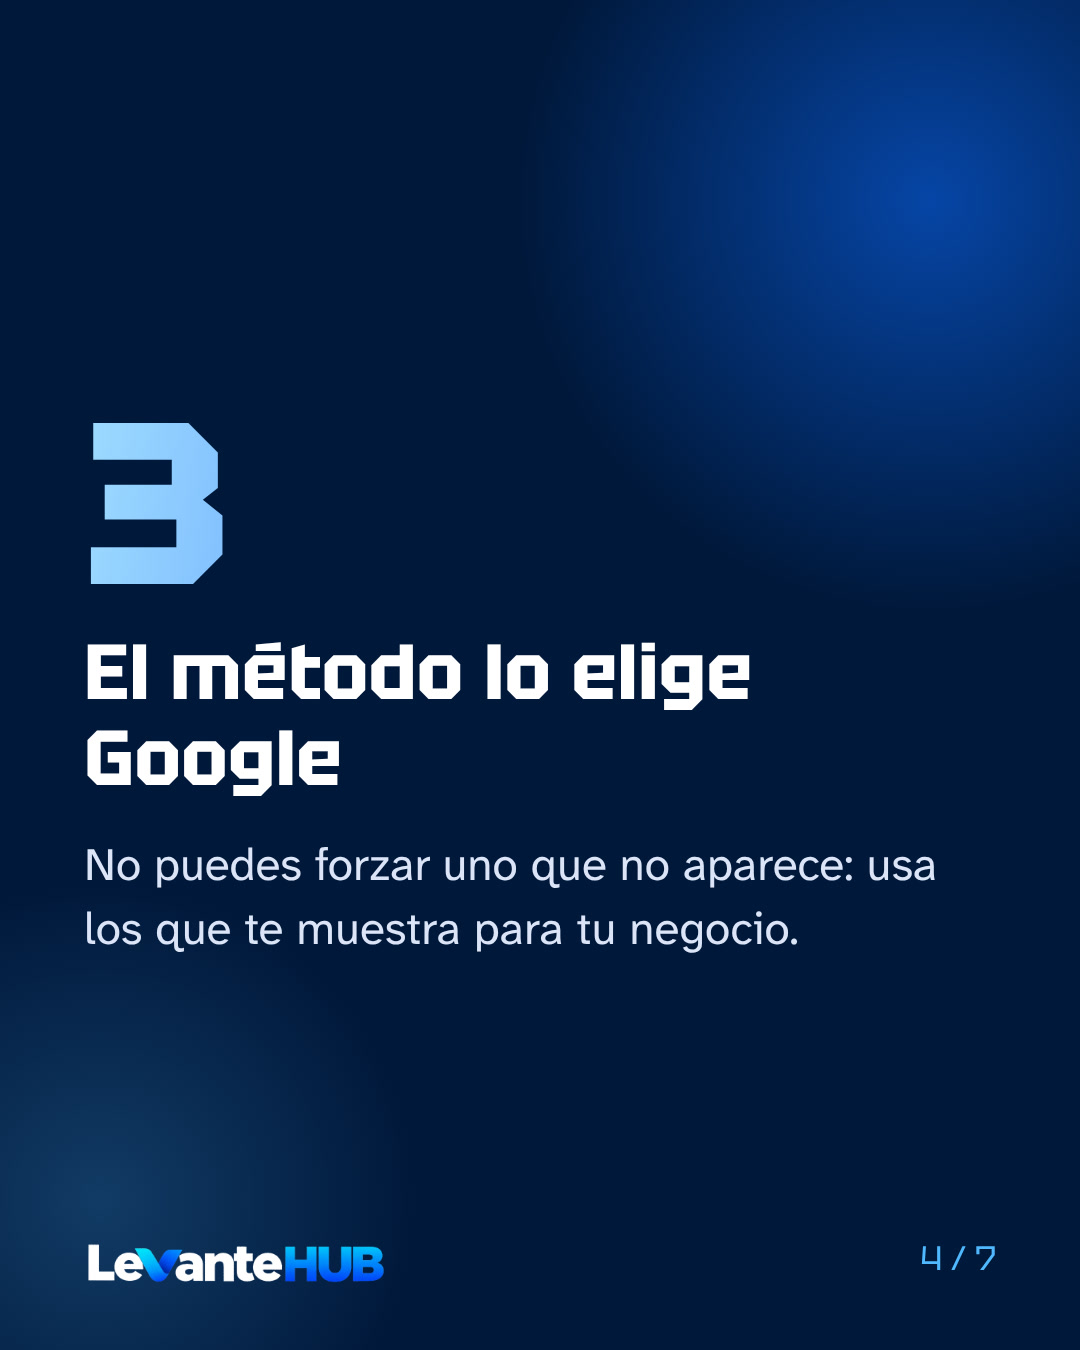 3
El método lo elige
Google
No puedes forzar uno que no aparece: usa
los que te muestra para tu negocio.
LevanteHUB
4 / 7